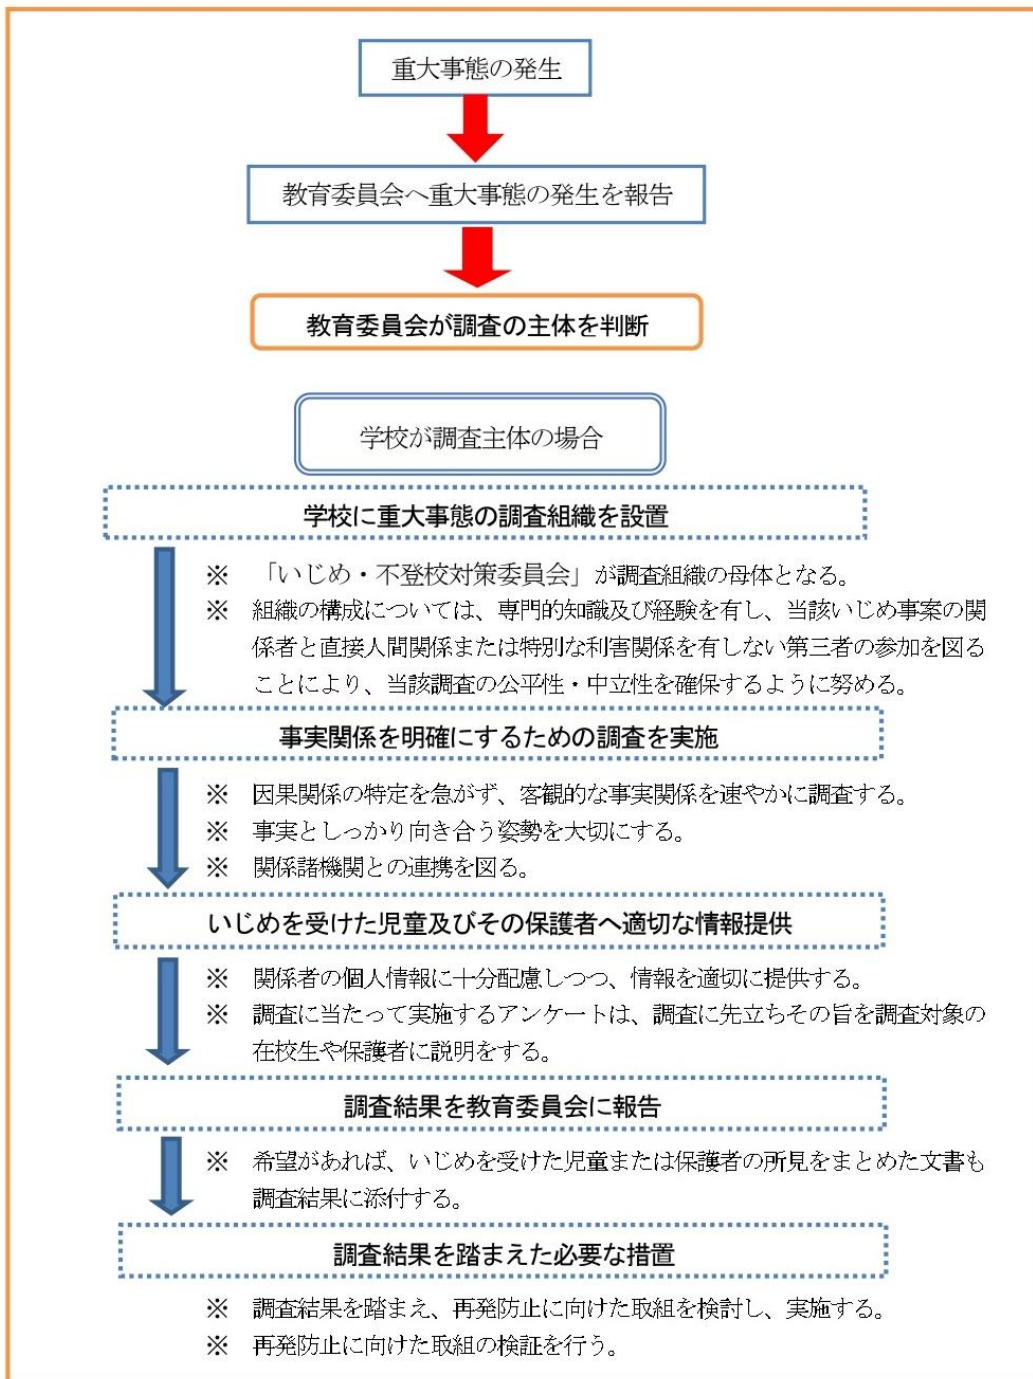 重大事態の発生
教育委員会へ重大事態の発生を報告
教育委員会が調査の主体を判断
学校が調査主体の場合
学校に重大事態の調査組織を設置
※　「いじめ・不登校対策委員会」が調査組織の母体となる。
※　組織の構成については、専門的知識及び経験を有し、当該いじめ事案の関
係者と直接人間関係または特別な利害関係を有しない第三者の参加を図る
ことにより、当該調査の公平性・中立性を確保するように努める。
事実関係を明確にするための調査を実施
※　因果関係の特定を急がず、客観的な事実関係を速やかに調査する。
※　事実としっかり向き合う姿勢を大切にする。
※　関係諸機関との連携を図る。
いじめを受けた児童及びその保護者へ適切な情報提供
※　関係者の個人情報に十分配慮しつつ、情報を適切に提供する。
※　調査に当たって実施するアンケートは、調査に先立ちその旨を調査対象の
在校生や保護者に説明をする。
調査結果を教育委員会に報告
※　希望があれば、いじめを受けた児童または保護者の所見をまとめた文書も
調査結果に添付する。
調査結果を踏まえた必要な措置
※　調査結果を踏まえ、再発防止に向けた取組を検討し、実施する。
※　再発防止に向けた取組の検証を行う。